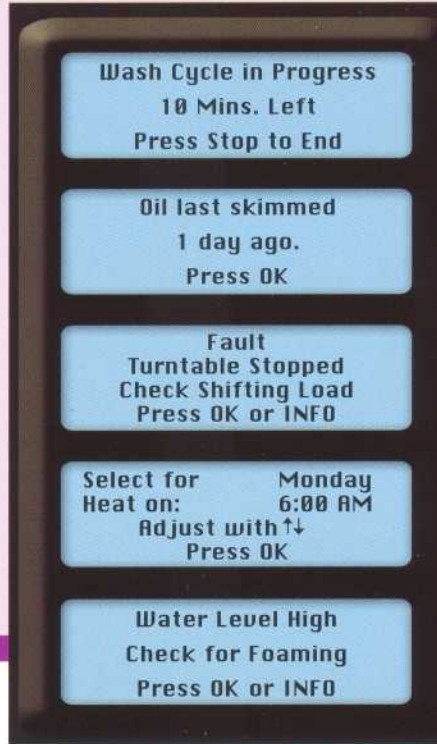 Wash Cycle in Progress
10 Mins. Left
Press Stop to End
Oil last skimmed
1 day ago.
Press OK
Fault
Turntable Stopped
Check Shifting Load
Press OK or INFO
Select for Monday
Heat on: 6:00 AM
Adjust with ↑↓
Press OK
Water Level High
Check for Foaming
Press OK or INFO